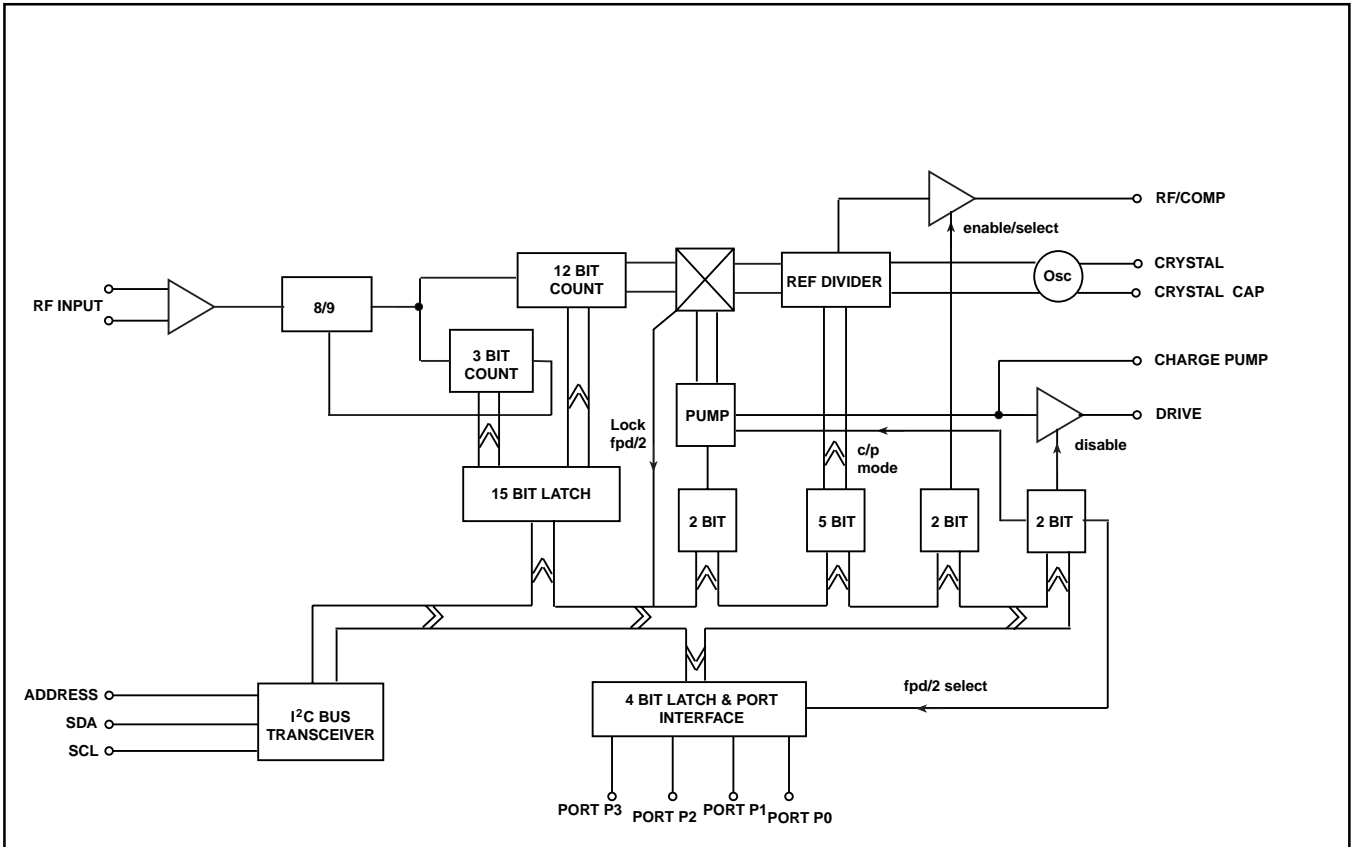 RF/COMP
enable/select
12 BIT
COUNT
REF DIVIDER
Osc
CRYSTAL
CRYSTAL CAP
RF INPUT
8/9
3 BIT
COUNT
CHARGE PUMP
PUMP
DRIVE
Lock
fpd/2
c/p
mode
disable
15 BIT LATCH
2 BIT
5 BIT
2 BIT
2 BIT
ADDRESS
SDA
SCL
I²C BUS
TRANSCEIVER
4 BIT LATCH & PORT
INTERFACE
fpd/2 select
PORT P3
PORT P2
PORT P1
PORT P0